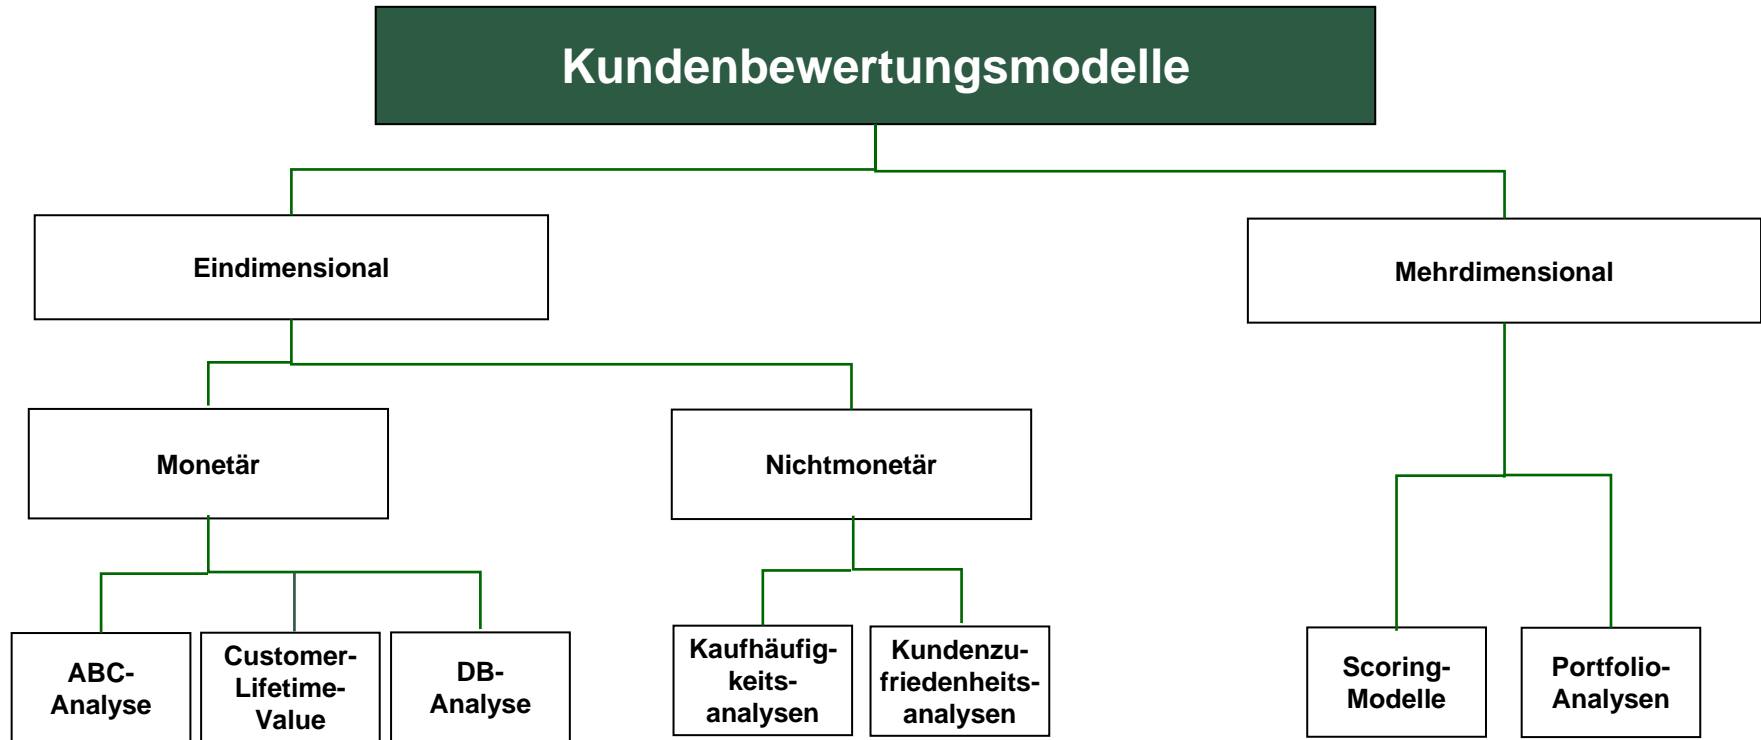 Kundenbewertungsmodelle
Eindimensional
Mehrdimensional
Monetär
Nichtmonetär
ABC-
Analyse
Customer-
Lifetime-
Value
DB-
Analyse
Kaufhäufig-
keits-
analysen
Kundenzu-
friedenheits-
analysen
Scoring-
Modelle
Portfolio-
Analysen